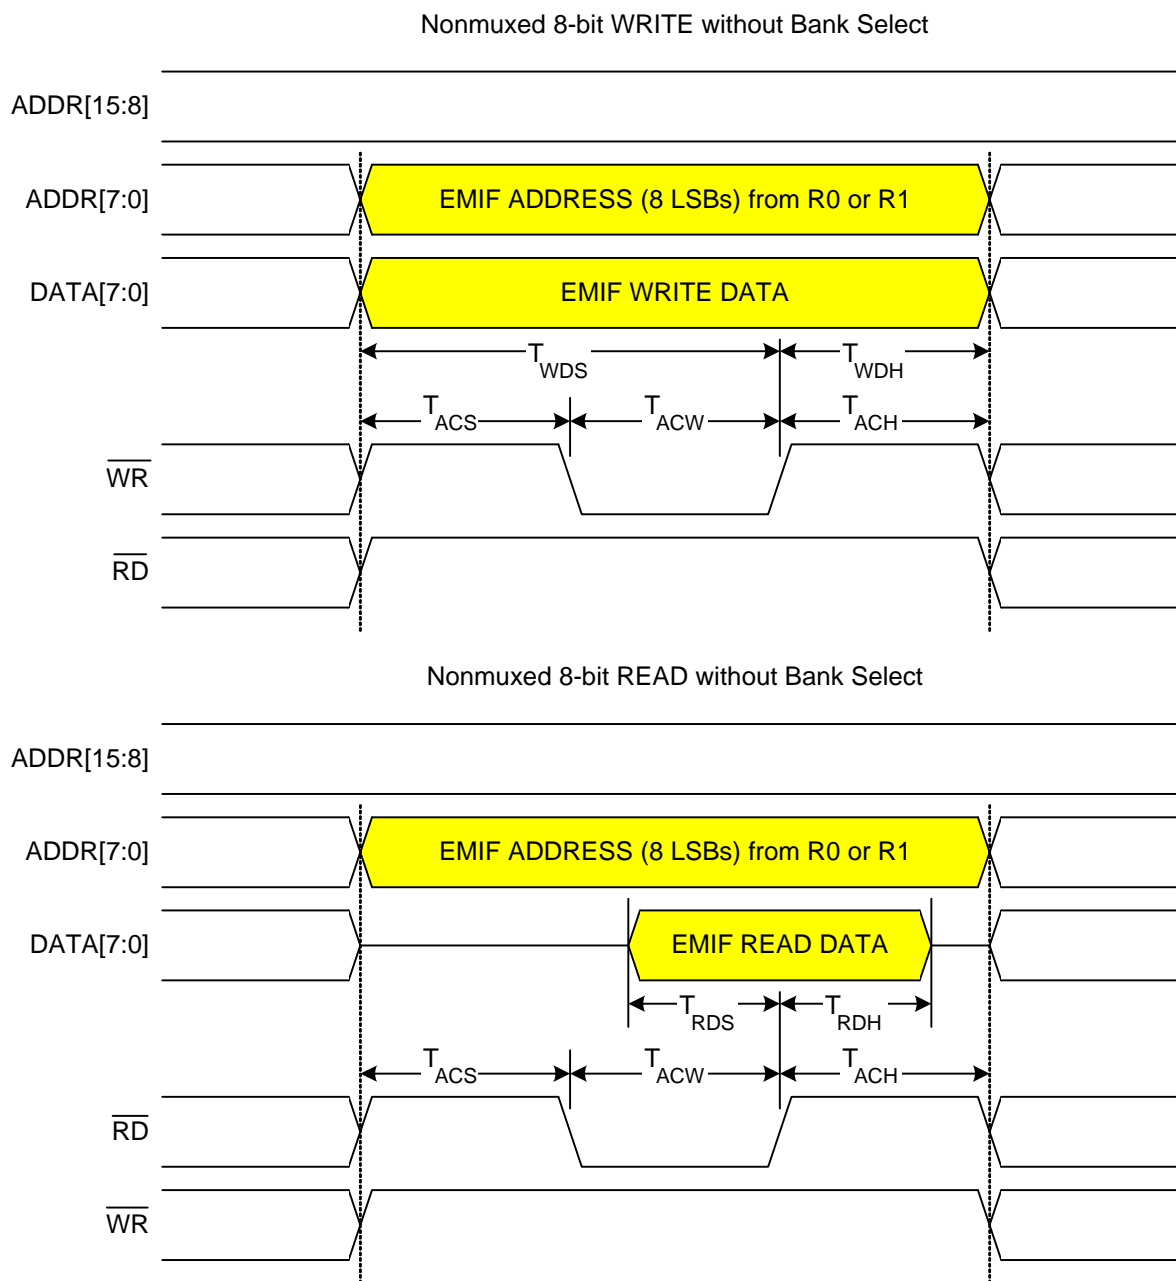 Nonmuxed 8-bit WRITE without Bank Select
ADDR[15:8]
ADDR[7:0]
EMIF ADDRESS (8 LSBs) from R0 or R1
DATA[7:0]
EMIF WRITE DATA
TWDS TWDH
TACS TACW TACH
WR
RD
Nonmuxed 8-bit READ without Bank Select
ADDR[15:8]
ADDR[7:0]
EMIF ADDRESS (8 LSBs) from R0 or R1
DATA[7:0]
EMIF READ DATA
TRDS TRDH
TACS TACW TACH
RD
WR